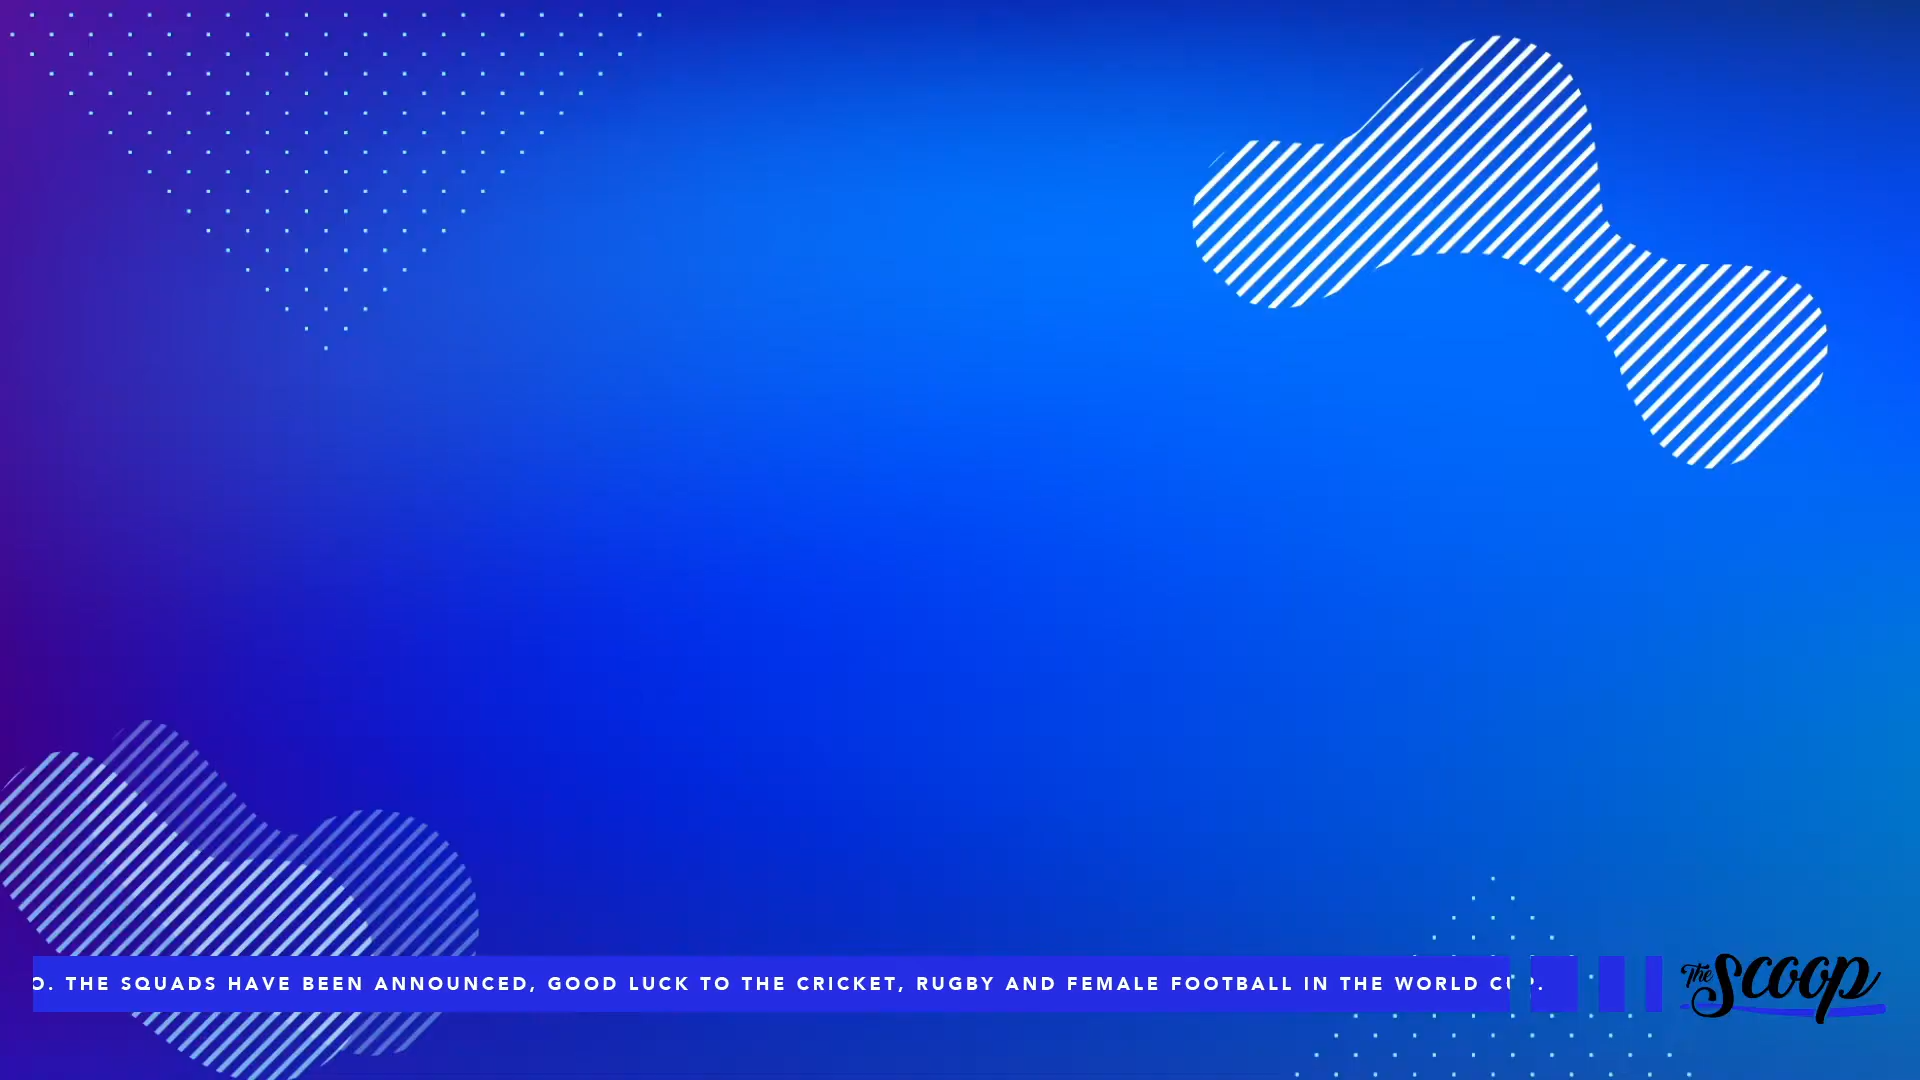 O. THE SQUADS HAVE BEEN ANNOUNCED, GOOD LUCK TO THE CRICKET, RUGBY AND FEMALE FOOTBALL IN THE WORLD CUP.
The Scoop